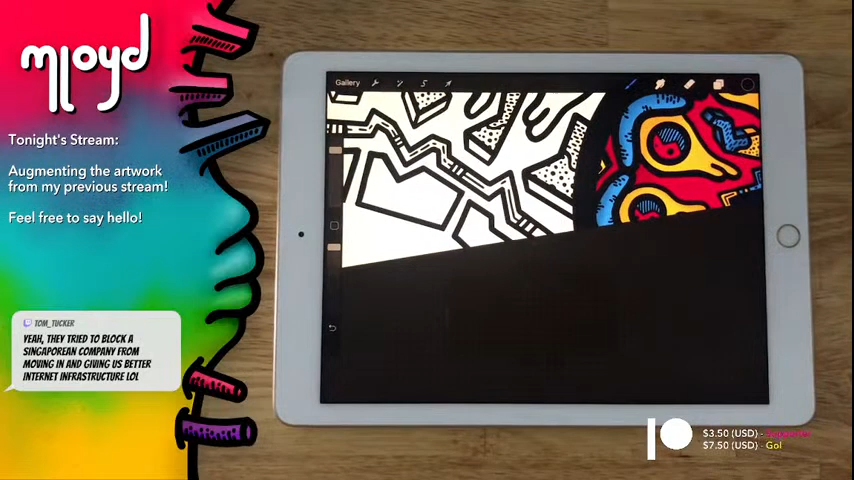 mloyd
Tonight's Stream:
Augmenting the artwork
from my previous stream!
Feel free to say hello!
TOM_TUCKER
YEAH, THEY TRIED TO BLOCK A
SINGAPOREAN COMPANY FROM
MOVING IN AND GIVING US BETTER
INTERNET INFRASTRUCTURE LOL
Gallery
$3.50 (USD) -
$7.50 (USD) - Gol